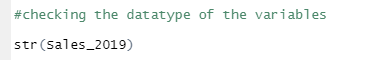 #checking the datatype of the variables
str(Sales_2019)